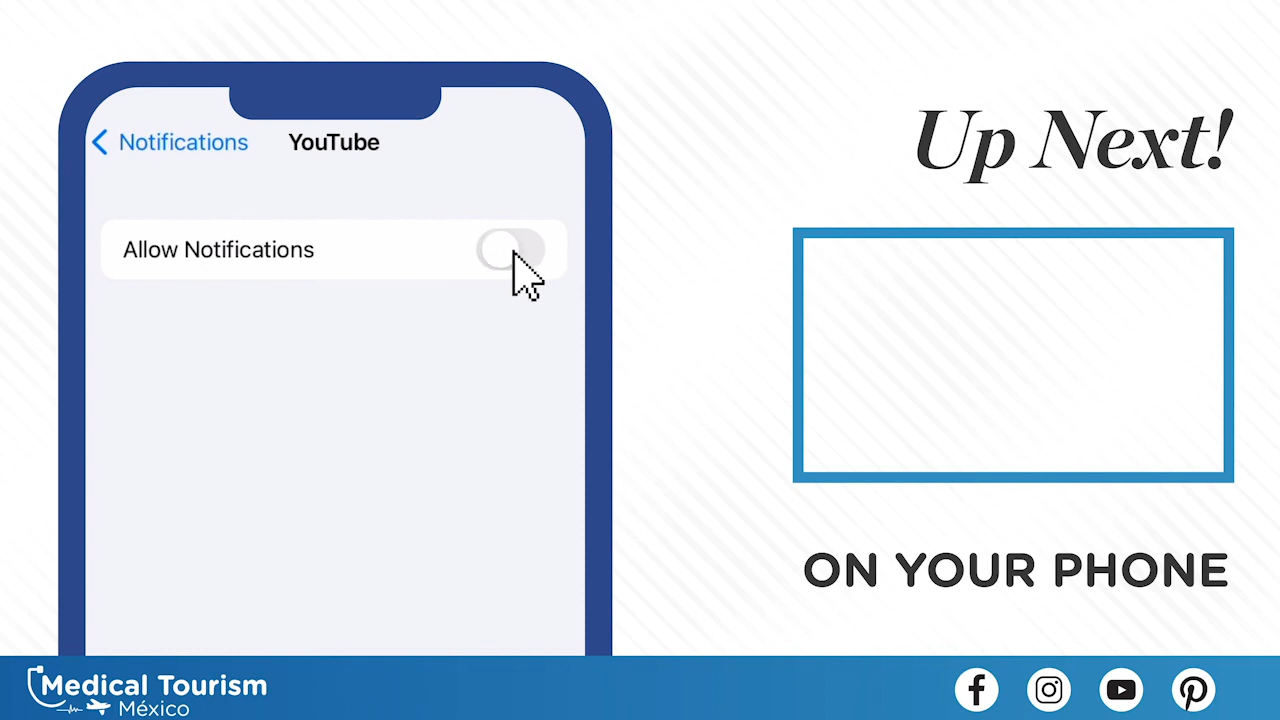 Notifications YouTube
Allow Notifications
Up Next!
ON YOUR PHONE
Medical Tourism
México